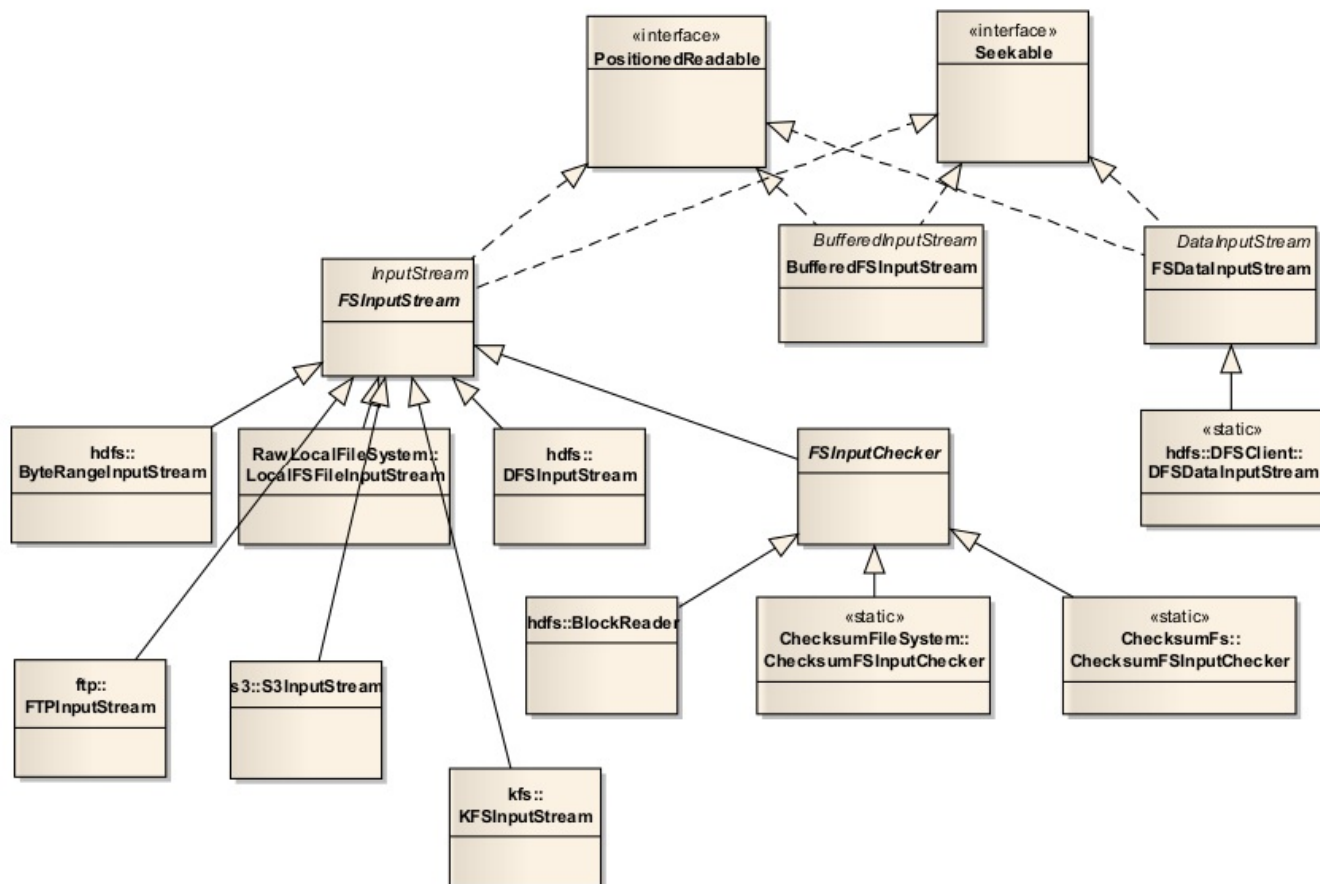 «interface»
PositionedReadable
«interface»
Seekable
BufferedInputStream
BufferedFSInputStream
DataInputStream
FSDataInputStream
InputStream
FSInputStream
hdfs::
ByteRangeInputStream
RawLocalFileSystem::
LocalFSFileInputStream
hdfs::
DFSInputStream
FSInputChecker
«static»
hdfs::DFSClient::
DFSDataInputStream
hdfs::BlockReader
«static»
ChecksumFileSystem::
ChecksumFSInputChecker
«static»
ChecksumFs::
ChecksumFSInputChecker
ftp::
FTPInputStream
s3::S3InputStream
kfs::
KFSInputStream